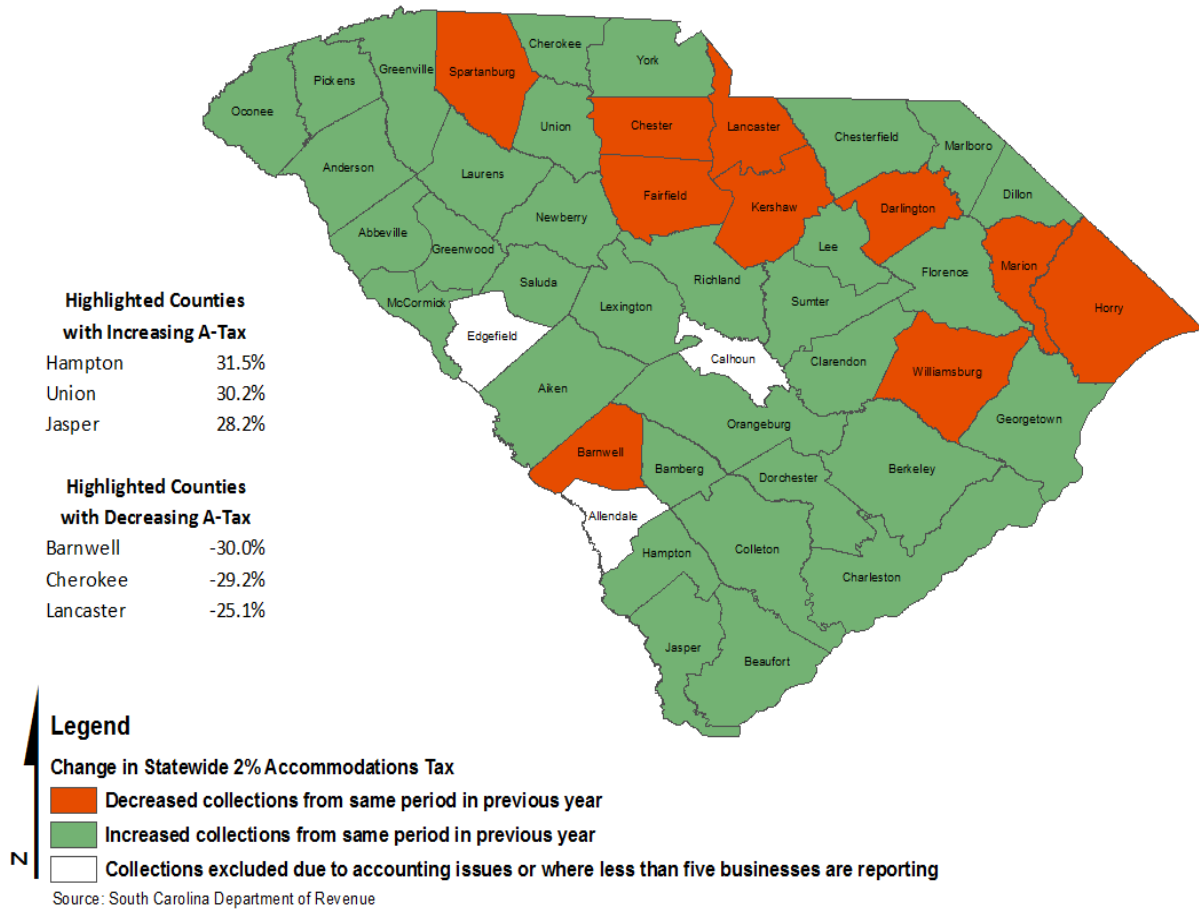 Cherokee
York
Greenville
Spartanburg
Pickens
Oconee
Union
Chester
Lancaster
Chesterfield
Marlboro
Anderson
Laurens
Fairfield
Kershaw
Darlington
Dillon
Newberry
Abbeville
Greenwood
Lee
Florence
Marion
Richland
Saluda
McCormick
Lexington
Sumter
Horry
Edgefield
Calhoun
Clarendon
Williamsburg
Aiken
Georgetown
Orangeburg
Barnwell
Bamberg
Berkeley
Dorchester
Allendale
Hampton
Colleton
Charleston
Jasper
Beaufort
Highlighted Counties
with Increasing A-Tax
Hampton 31.5%
Union 30.2%
Jasper 28.2%
Highlighted Counties
with Decreasing A-Tax
Barnwell -30.0%
Cherokee -29.2%
Lancaster -25.1%
N
Legend
Change in Statewide 2% Accommodations Tax
Decreased collections from same period in previous year
Increased collections from same period in previous year
Collections excluded due to accounting issues or where less than five businesses are reporting
Source: South Carolina Department of Revenue